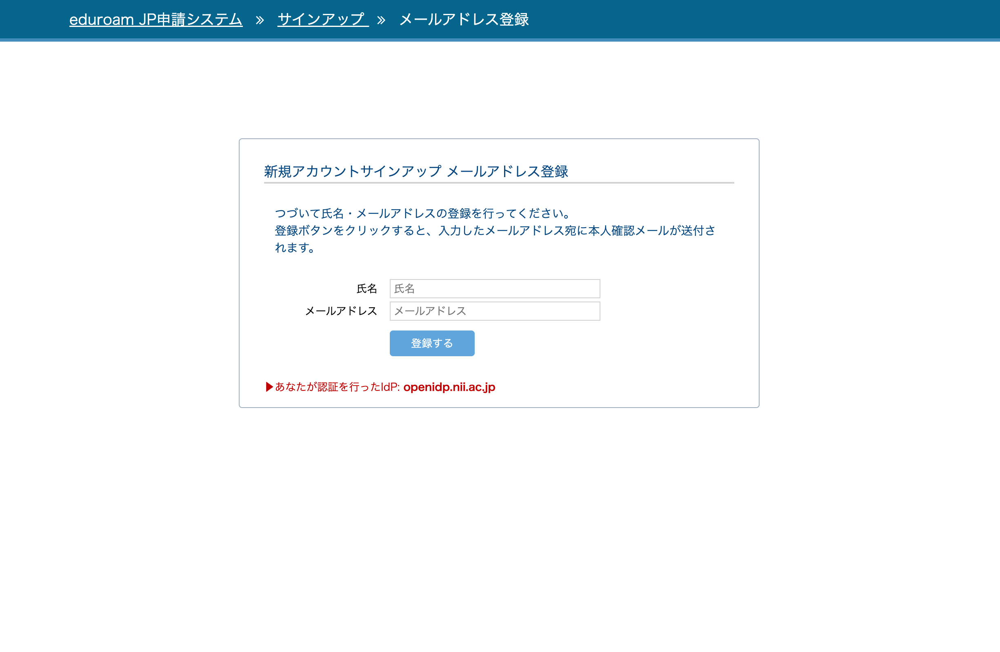 eduroam JP申請システム » サインアップ » メールアドレス登録
新規アカウントサインアップ メールアドレス登録
つづいて氏名・メールアドレスの登録を行ってください。
登録ボタンをクリックすると、入力したメールアドレス宛に本人確認メールが送付さ
れます。
氏名 氏名
メールアドレス メールアドレス
登録する
▶あなたが認証を行ったIdP: openidp.nii.ac.jp